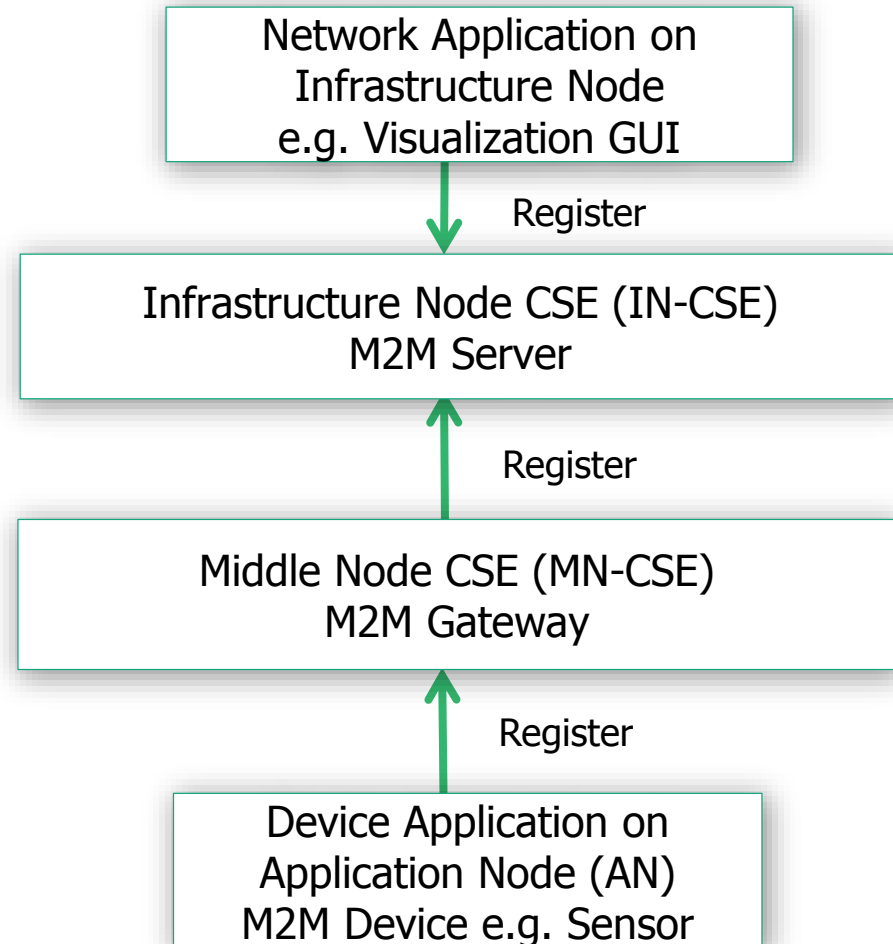 Network Application on
Infrastructure Node
e.g. Visualization GUI
Register
Infrastructure Node CSE (IN-CSE)
M2M Server
Register
Middle Node CSE (MN-CSE)
M2M Gateway
Register
Device Application on
Application Node (AN)
M2M Device e.g. Sensor